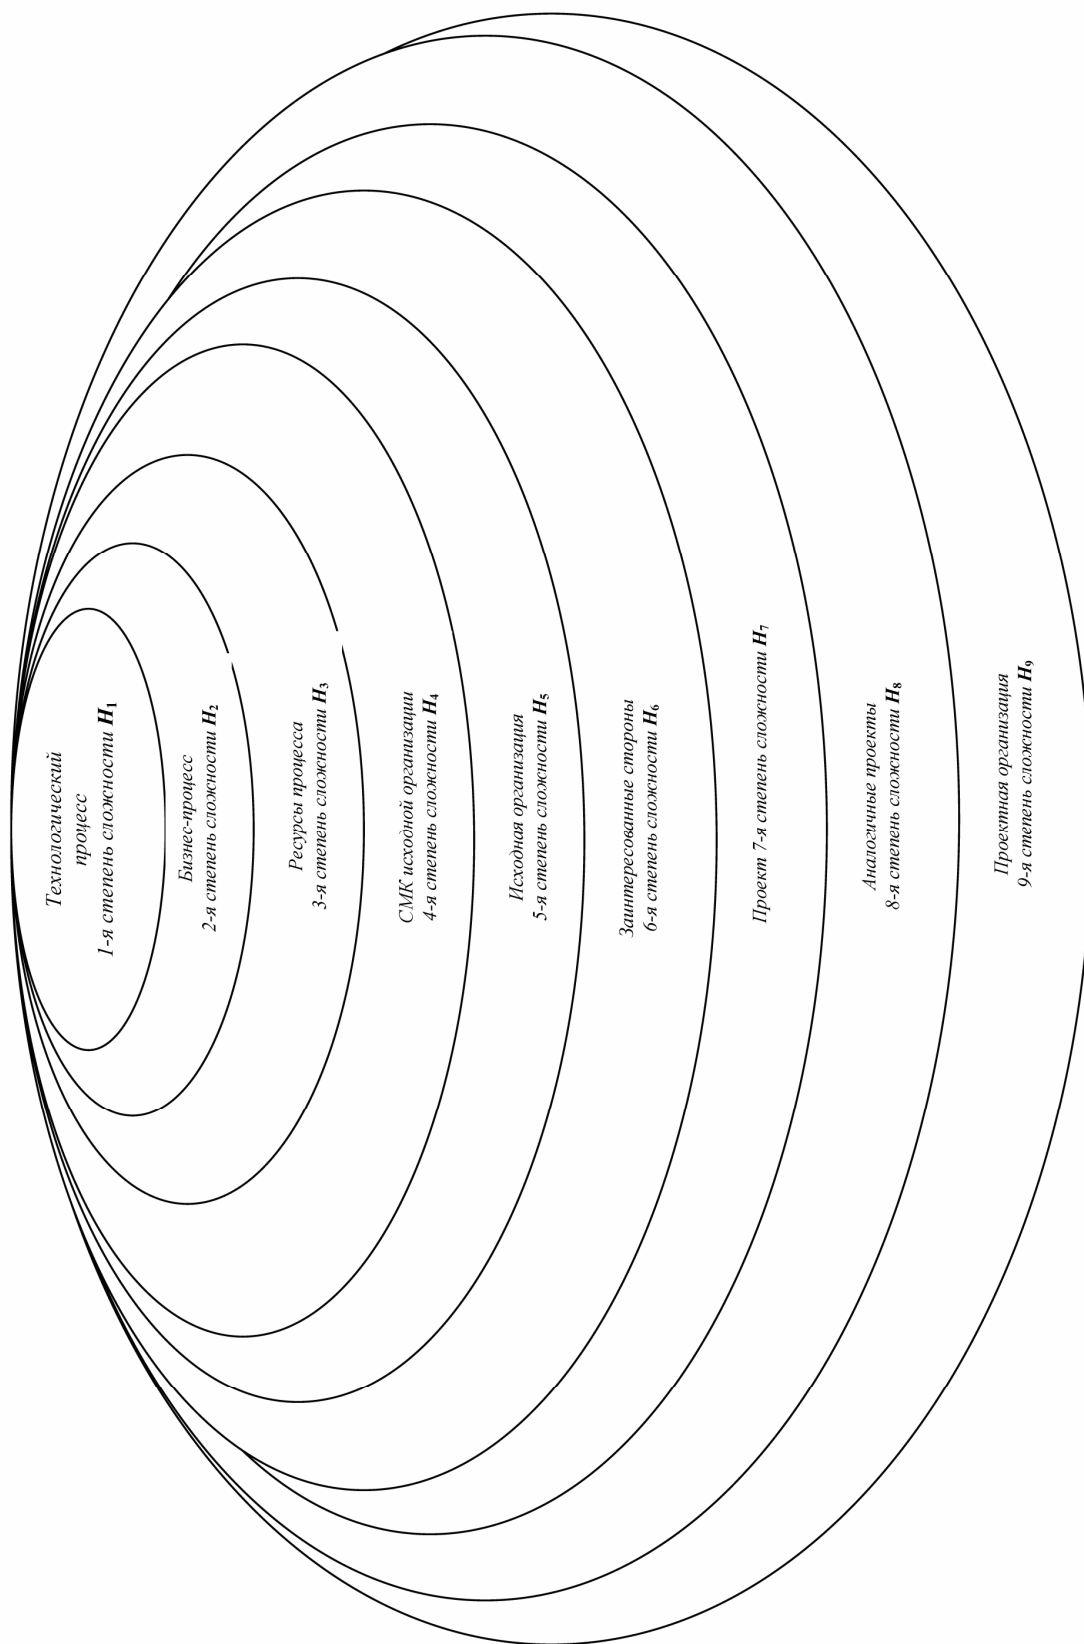 Технологический
процесс
1-я степень сложности H₁
Бизнес-процесс
2-я степень сложности H₂
Ресурсы процесса
3-я степень сложности H₃
СМК исходной организации
4-я степень сложности H₄
Исходная организация
5-я степень сложности H₅
Заинтересованные стороны
6-я степень сложности H₆
Проект 7-я степень сложности H₇
Аналогичные проекты
8-я степень сложности H₈
Проектная организация
9-я степень сложности H₉